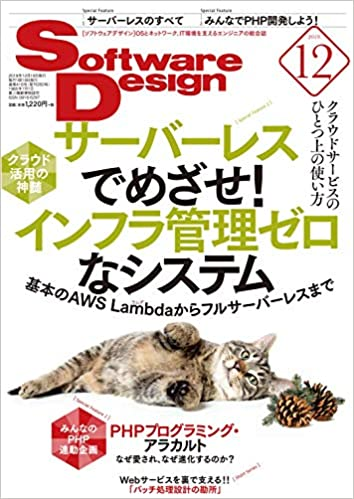 [ Special Feature ]
サーバーレスのすべて
[ Special Feature ]
みんなでPHP開発しよう!
[ソフトウェアデザイン] OSとネットワーク、IT環境を支えるエンジニアの総合誌
Software
Design
12
1,220円
クラウドサービスの
ひとつ上の使い方
クラウド
活用の
神髄
サーバーレス
でめざせ!
インフラ管理ゼロ
なシステム
基本のAWS Lambdaからフルサーバーレスまで
[ Special Feature 2 ]
みんなの
PHP
連動企画
PHPプログラミング・
アラカルト
なぜ愛され、なぜ進化するのか?
[ Short Series ]
Webサービスを裏で支える!!
「バッチ処理設計の勘所」